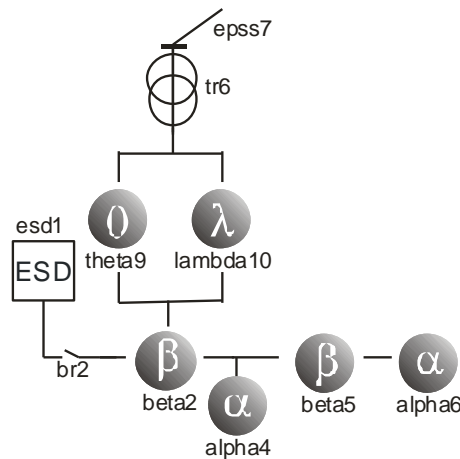 epss7
tr6
θ
λ
theta9
lambda10
esd1
ESD
br2
β
beta2
α
alpha4
β
beta5
α
alpha6